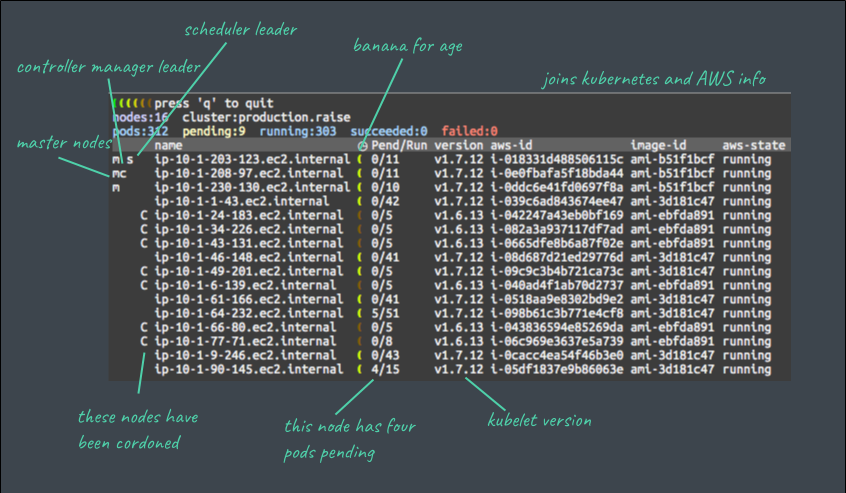 scheduler leader
banana for age
controller manager leader
joins kubernetes and AWS info
press 'q' to quit
nodes:16 cluster:production.raise
pods:312 pending:9 running:303 succeeded:0 failed:0
master nodes
name Pend/Run version aws-id image-id aws-state
m s ip-10-1-203-123.ec2.internal 0/11 v1.7.12 i-018331d488506115c ami-b51f1bcf running
mc ip-10-1-208-97.ec2.internal 0/11 v1.7.12 i-0e0fbafa5f18bda44 ami-b51f1bcf running
m ip-10-1-230-130.ec2.internal 0/10 v1.7.12 i-0ddc6e41fd0697f8a ami-b51f1bcf running
ip-10-1-1-43.ec2.internal 0/42 v1.7.12 i-039c6ad843674ee47 ami-3d181c47 running
C ip-10-1-24-183.ec2.internal 0/5 v1.6.13 i-042247a43eb0bf169 ami-ebfda891 running
C ip-10-1-34-226.ec2.internal 0/5 v1.6.13 i-082a3a937117df7ad ami-ebfda891 running
C ip-10-1-43-131.ec2.internal 0/5 v1.6.13 i-0665dfe8b6a87f02e ami-ebfda891 running
ip-10-1-46-148.ec2.internal 0/41 v1.7.12 i-08d687d21ed29776d ami-3d181c47 running
C ip-10-1-49-201.ec2.internal 0/5 v1.7.12 i-09c9c3b4b721ca73c ami-3d181c47 running
C ip-10-1-6-139.ec2.internal 0/5 v1.6.13 i-040ad4f1ab70d2737 ami-ebfda891 running
ip-10-1-61-166.ec2.internal 0/41 v1.7.12 i-0518aa9e8302bd9e2 ami-3d181c47 running
ip-10-1-64-232.ec2.internal 5/51 v1.7.12 i-098b61c3b771e4cf8 ami-3d181c47 running
C ip-10-1-66-80.ec2.internal 0/5 v1.6.13 i-043836594e85269da ami-ebfda891 running
C ip-10-1-77-71.ec2.internal 0/8 v1.6.13 i-06c969e3637e5a739 ami-ebfda891 running
ip-10-1-9-246.ec2.internal 0/43 v1.7.12 i-0cacc4ea54f46b3e0 ami-3d181c47 running
ip-10-1-90-145.ec2.internal 4/15 v1.7.12 i-05df1837e9b86063e ami-3d181c47 running
these nodes have
been cordoned
this node has four
pods pending
kubelet version